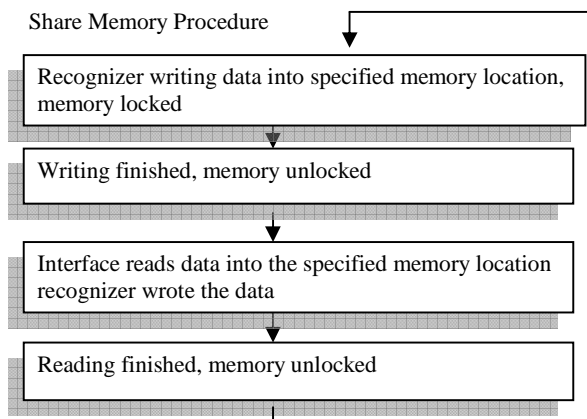 Share Memory Procedure
Recognizer writing data into specified memory location,
memory locked
Writing finished, memory unlocked
Interface reads data into the specified memory location
recognizer wrote the data
Reading finished, memory unlocked